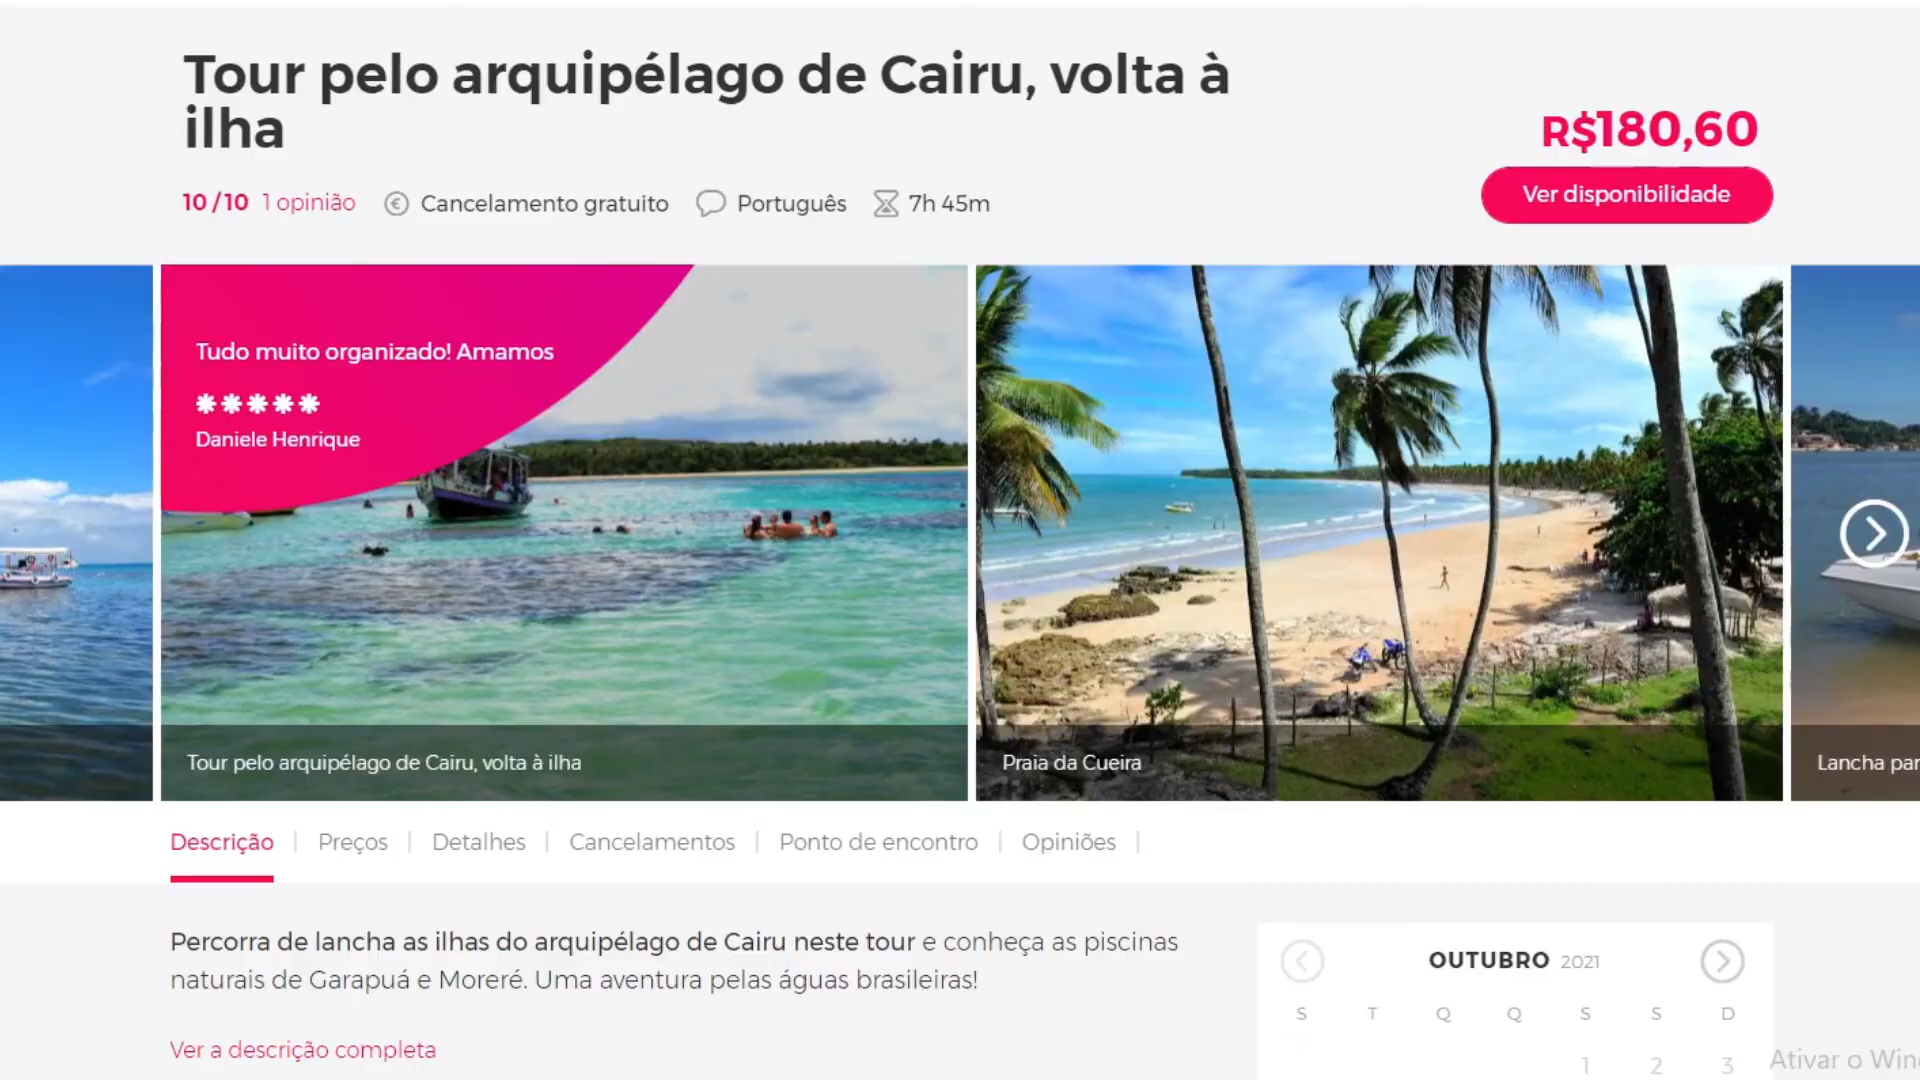 Tour pelo arquipélago de Cairu, volta à
ilha
R$180,60
10 / 10 1 opinião Cancelamento gratuito Português 7h 45m
Ver disponibilidade
Tudo muito organizado! Amamos
Daniele Henrique
Tour pelo arquipélago de Cairu, volta à ilha
Praia da Cueira
Lancha par
Descrição | Preços | Detalhes | Cancelamentos | Ponto de encontro | Opiniões |
Percorra de lancha as ilhas do arquipélago de Cairu neste tour e conheça as piscinas
naturais de Garapuá e Moreré. Uma aventura pelas águas brasileiras!
Ver a descrição completa
OUTUBRO 2021
S T Q Q S S D
1 2 3
Ativar o Win